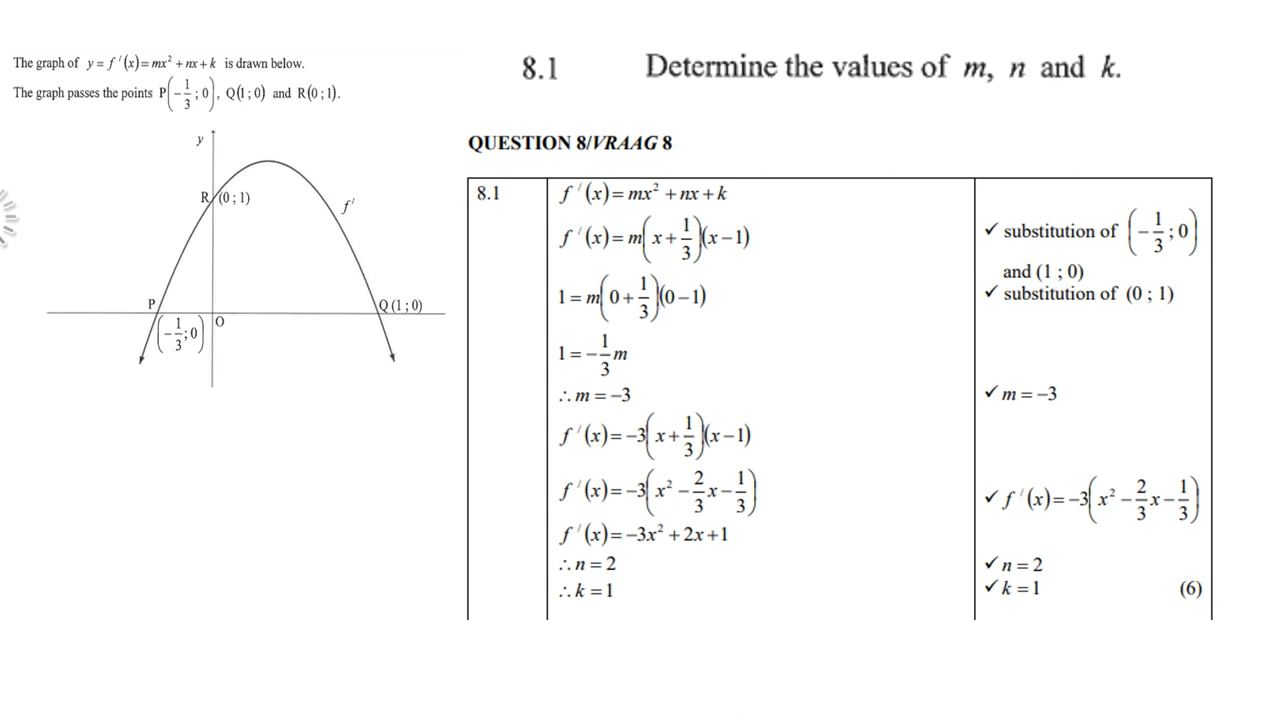 The graph of y = f ′(x) = mx² + nx + k is drawn below.
The graph passes the points P(−1/3 ; 0), Q(1 ; 0) and R(0 ; 1).
y
R (0 ; 1)
f′
P
Q (1 ; 0)
(−1/3 ; 0)
O
8.1 Determine the values of m, n and k.
QUESTION 8/VRAAG 8
8.1
f ′(x) = mx² + nx + k
f ′(x) = m(x + 1/3)(x − 1)
1 = m(0 + 1/3)(0 − 1)
1 = −1/3 m
∴ m = −3
f ′(x) = −3(x + 1/3)(x − 1)
f ′(x) = −3(x² − 2/3 x − 1/3)
f ′(x) = −3x² + 2x + 1
∴ n = 2
∴ k = 1
✓ substitution of (−1/3 ; 0)
and (1 ; 0)
✓ substitution of (0 ; 1)
✓ m = −3
✓ f ′(x) = −3(x² − 2/3 x − 1/3)
✓ n = 2
✓ k = 1 (6)